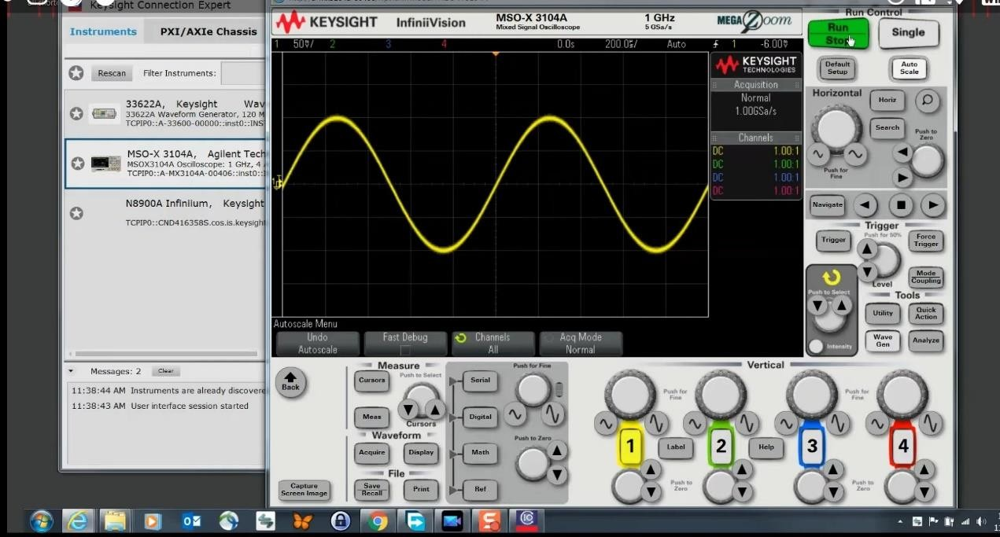 Keysight Connection Expert
Instruments
PXI/AXIe Chassis
Rescan
Filter Instruments:
33622A, Keysight Wav
33622A Waveform Generator, 120 M
TCPIP0::A-33600-00000::inst0::INS
MSO-X 3104A, Agilent Tech
MSOX3104A Oscilloscope: 1 GHz, 4
TCPIP0::A-MX3104A-00406::inst0::
N8900A Infiniium, Keysight
TCPIP0::CND416358S.cos.is.keysight
Messages: 2
Clear
11:38:44 AM Instruments are already discovere
11:38:43 AM User interface session started
KEYSIGHT
InfiniiVision
MSO-X 3104A
Mixed Signal Oscilloscope
1 GHz
5 GSa/s
MEGA Zoom
1 50V/ 2 3 4 0.0s 200.0s/ Auto 1 -6.00V
KEYSIGHT
TECHNOLOGIES
Acquisition
Normal
1.00GSa/s
Channels
DC 1.00:1
DC 1.00:1
DC 1.00:1
DC 1.00:1
Autoscale Menu
Undo
Autoscale
Fast Debug
Channels
All
Acq Mode
Normal
Run Control
Run
Stop
Single
Default
Setup
Auto
Scale
Horizontal
Horiz
Search
Push to
Zero
Push for
Fine
Navigate
Trigger
Push for 50%
Trigger
Force
Trigger
Level
Mode
Coupling
Push to Select
Intensity
Tools
Utility
Quick
Action
Wave
Gen
Analyze
Back
Capture
Screen Image
Measure
Cursors
Push to Select
Meas
Cursors
Waveform
Acquire
Display
File
Save
Recall
Print
Push for Fine
Serial
Digital
Push to Zero
Math
Ref
Vertical
Push for
Fine
Push for
Fine
1
Label
2
Help
3
4
Push to
Zero
Push to
Zero